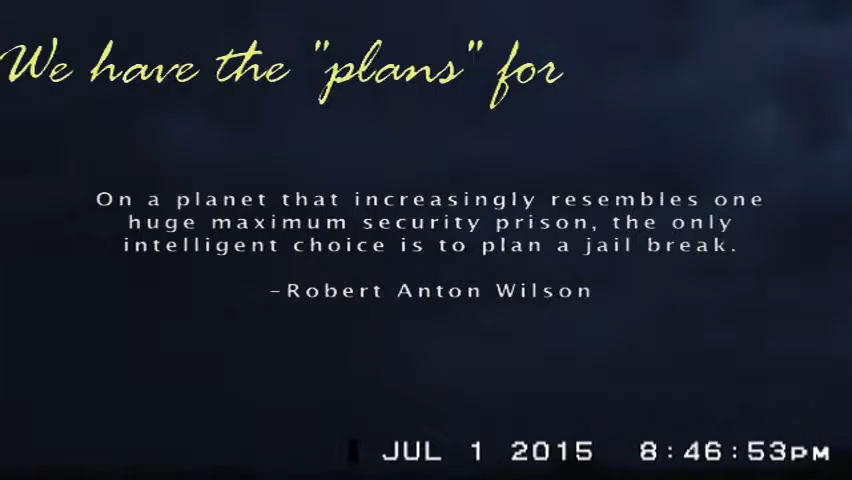 We have the "plans" for
On a planet that increasingly resembles one
huge maximum security prison, the only
intelligent choice is to plan a jail break.
–Robert Anton Wilson
JUL 1 2015 8:46:53PM